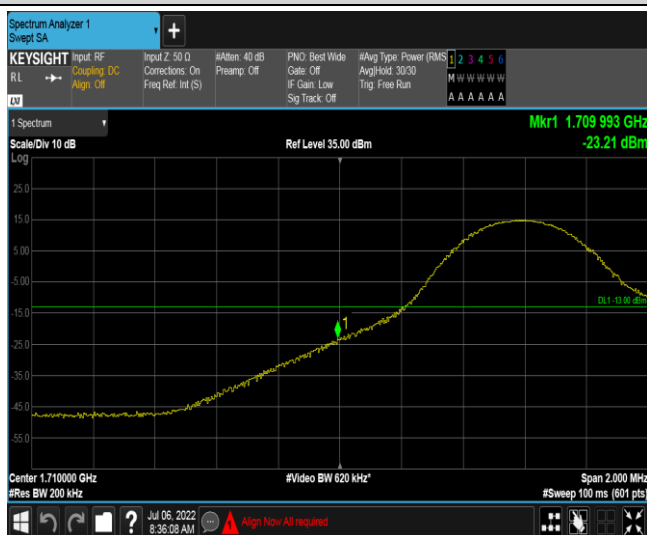 Spectrum Analyzer 1
Swept SA
+
KEYSIGHT Input: RF Input Z: 50 Ω #Atten: 40 dB PNO: Best Wide #Avg Type: Power (RMS 1 2 3 4 5 6
RL Coupling: DC Corrections: On Preamp: Off Gate: Off Avg|Hold: 30/30 M W W W W W
Align: Off Freq Ref: Int (S) IF Gain: Low Trig: Free Run
Sig Track: Off A A A A A A
LXI
1 Spectrum Mkr1 1.709 993 GHz
Scale/Div 10 dB Ref Level 35.00 dBm -23.21 dBm
Log
25.0
15.0
5.00
-5.00
DL1 -13.00 dBm
-15.0
1
-25.0
-35.0
-45.0
-55.0
Center 1.710000 GHz #Video BW 620 kHz* Span 2.000 MHz
#Res BW 200 kHz #Sweep 100 ms (601 pts)
? Jul 06, 2022 Align Now All required
8:36:08 AM